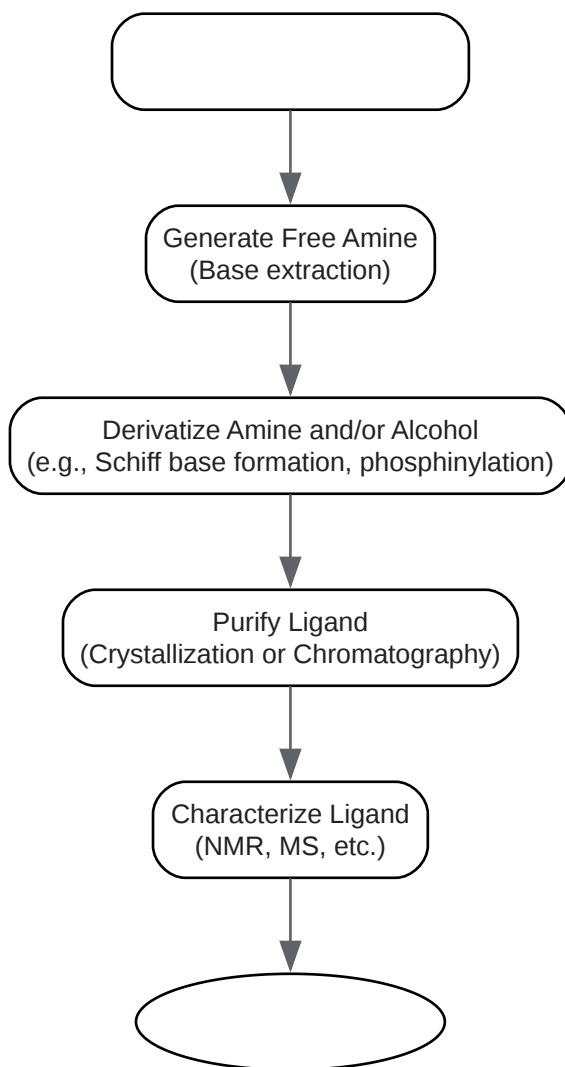 Generate Free Amine
(Base extraction)
Derivatize Amine and/or Alcohol
(e.g., Schiff base formation, phosphinylation)
Purify Ligand
(Crystallization or Chromatography)
Characterize Ligand
(NMR, MS, etc.)